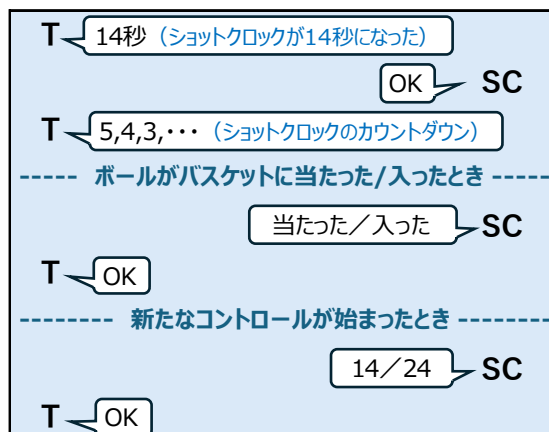 T 14秒 (ショットクロックが14秒になった)
OK SC
T 5,4,3,・・・ (ショットクロックのカウントダウン)
----- ボールがバスケットに当たった/入ったとき -----
当たった／入った SC
T OK
-------- 新たなコントロールが始まったとき --------
14／24 SC
T OK